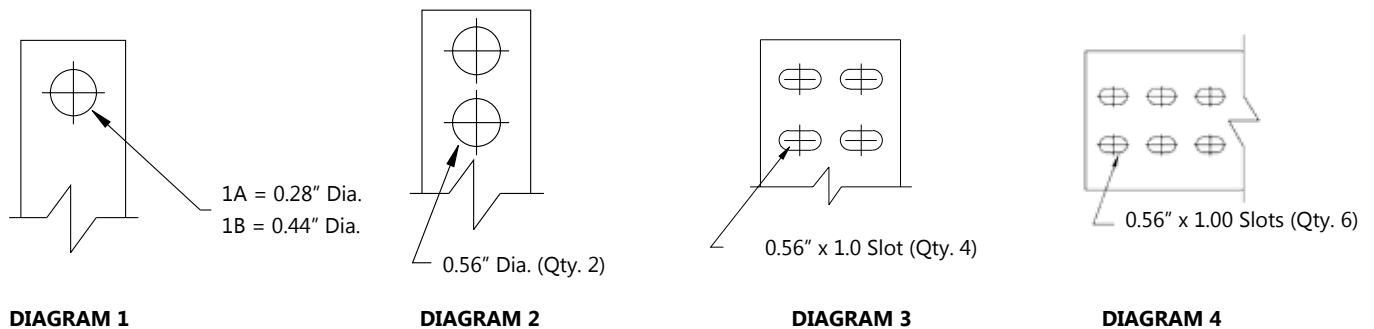 1A = 0.28” Dia.
1B = 0.44” Dia.
0.56” Dia. (Qty. 2)
0.56” x 1.0 Slot (Qty. 4)
0.56” x 1.00 Slots (Qty. 6)
DIAGRAM 1
DIAGRAM 2
DIAGRAM 3
DIAGRAM 4